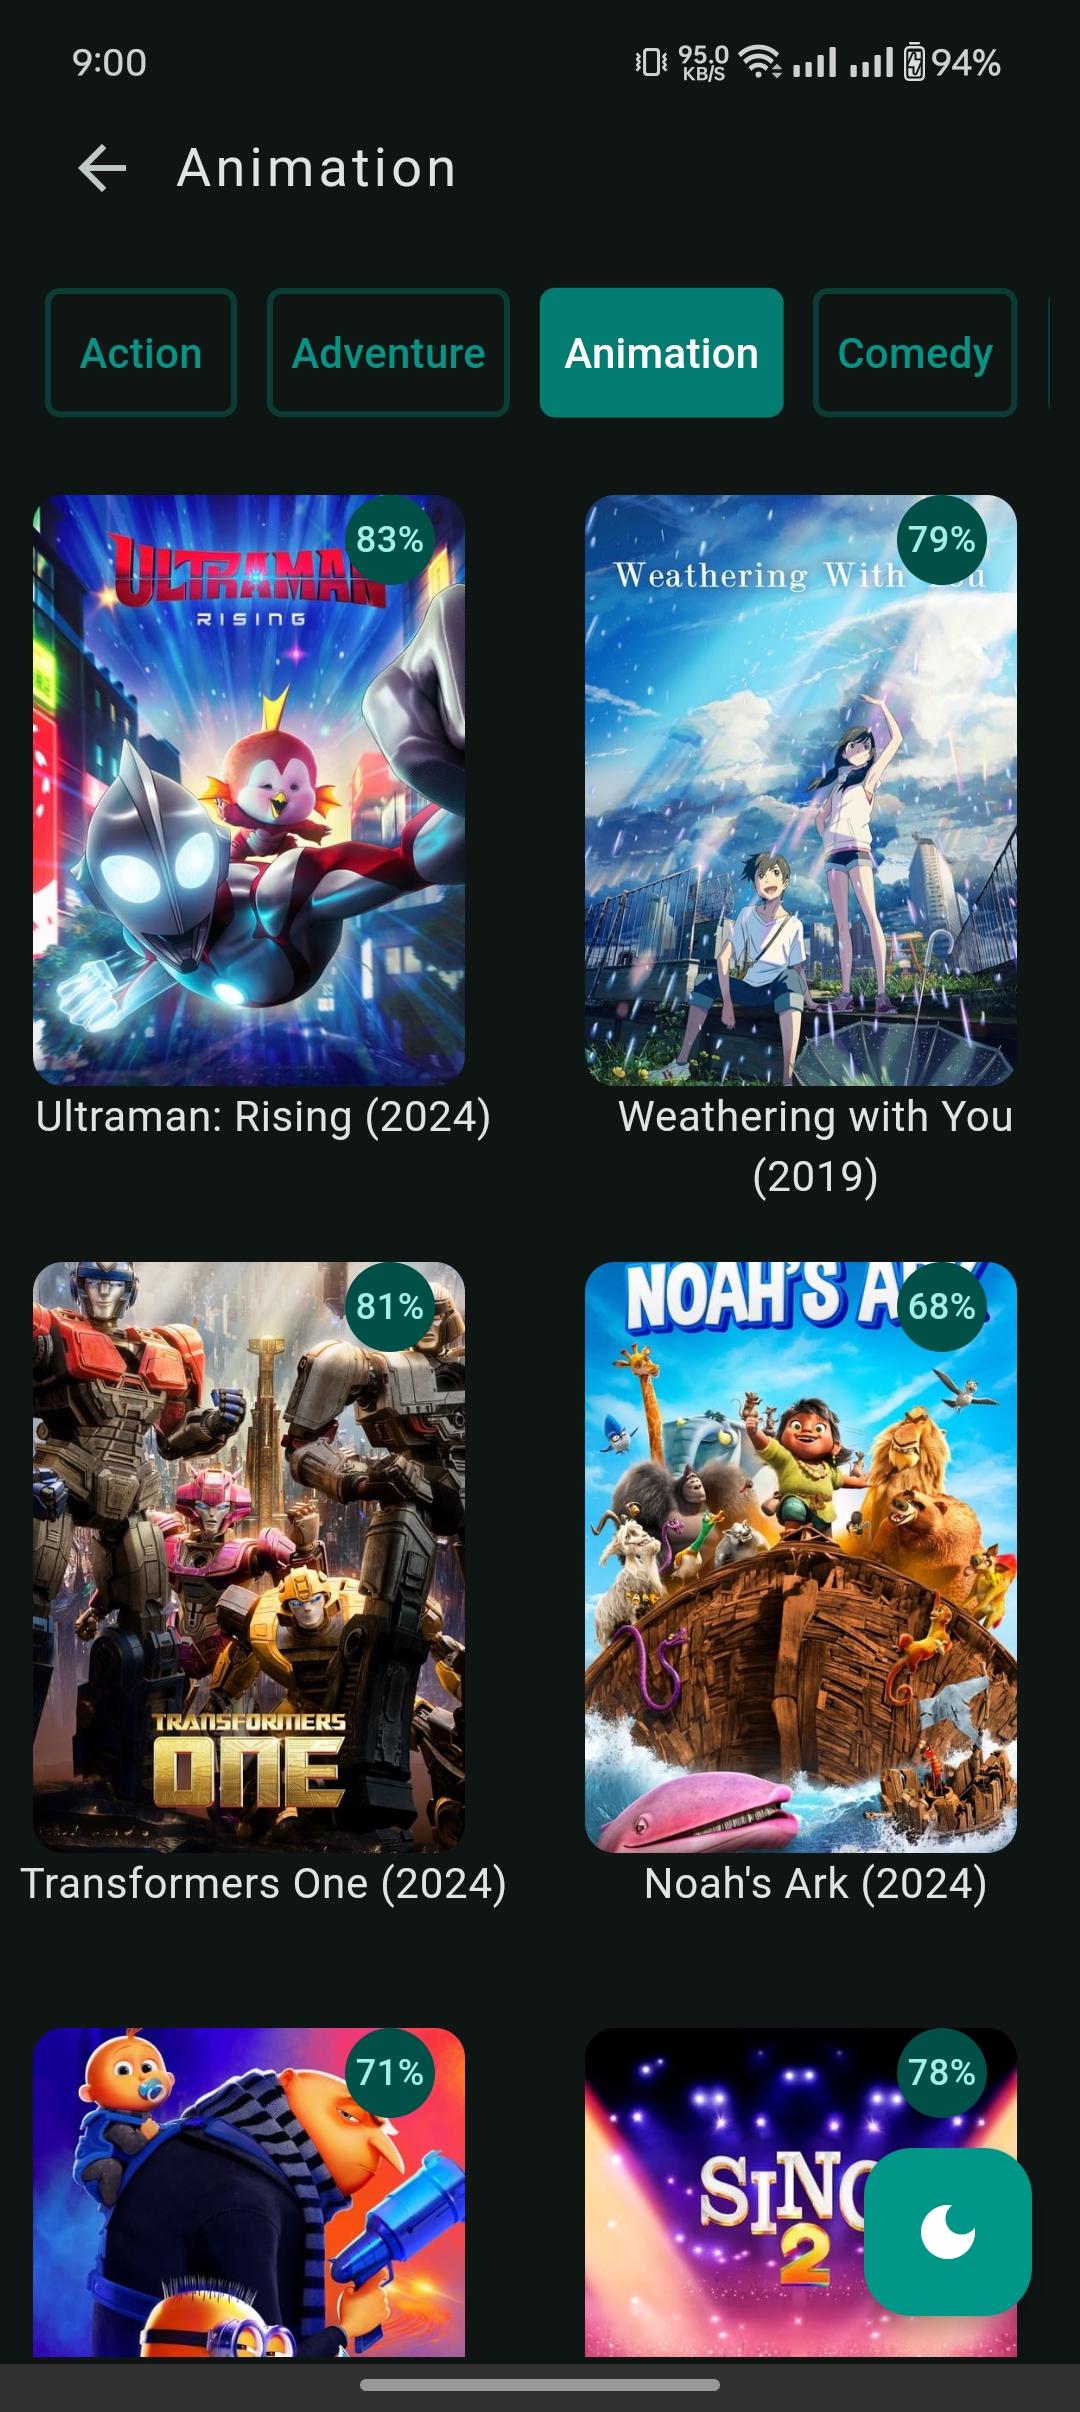 9:00
95.0
KB/S
94%
Animation
Action
Adventure
Animation
Comedy
83%
ULTRAMAN
RISING
79%
Weathering With You
Ultraman: Rising (2024)
Weathering with You
(2019)
81%
TRANSFORMERS
ONE
68%
NOAH'S ARK
Transformers One (2024)
Noah's Ark (2024)
71%
78%
SING
2